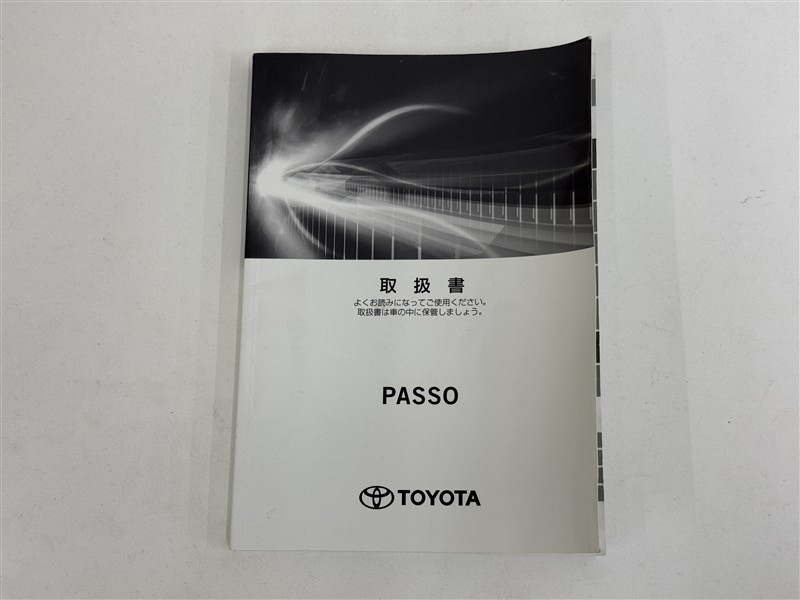 取扱書
よくお読みになってご使用ください。
取扱書は車の中に保管しましょう。
PASSO
TOYOTA